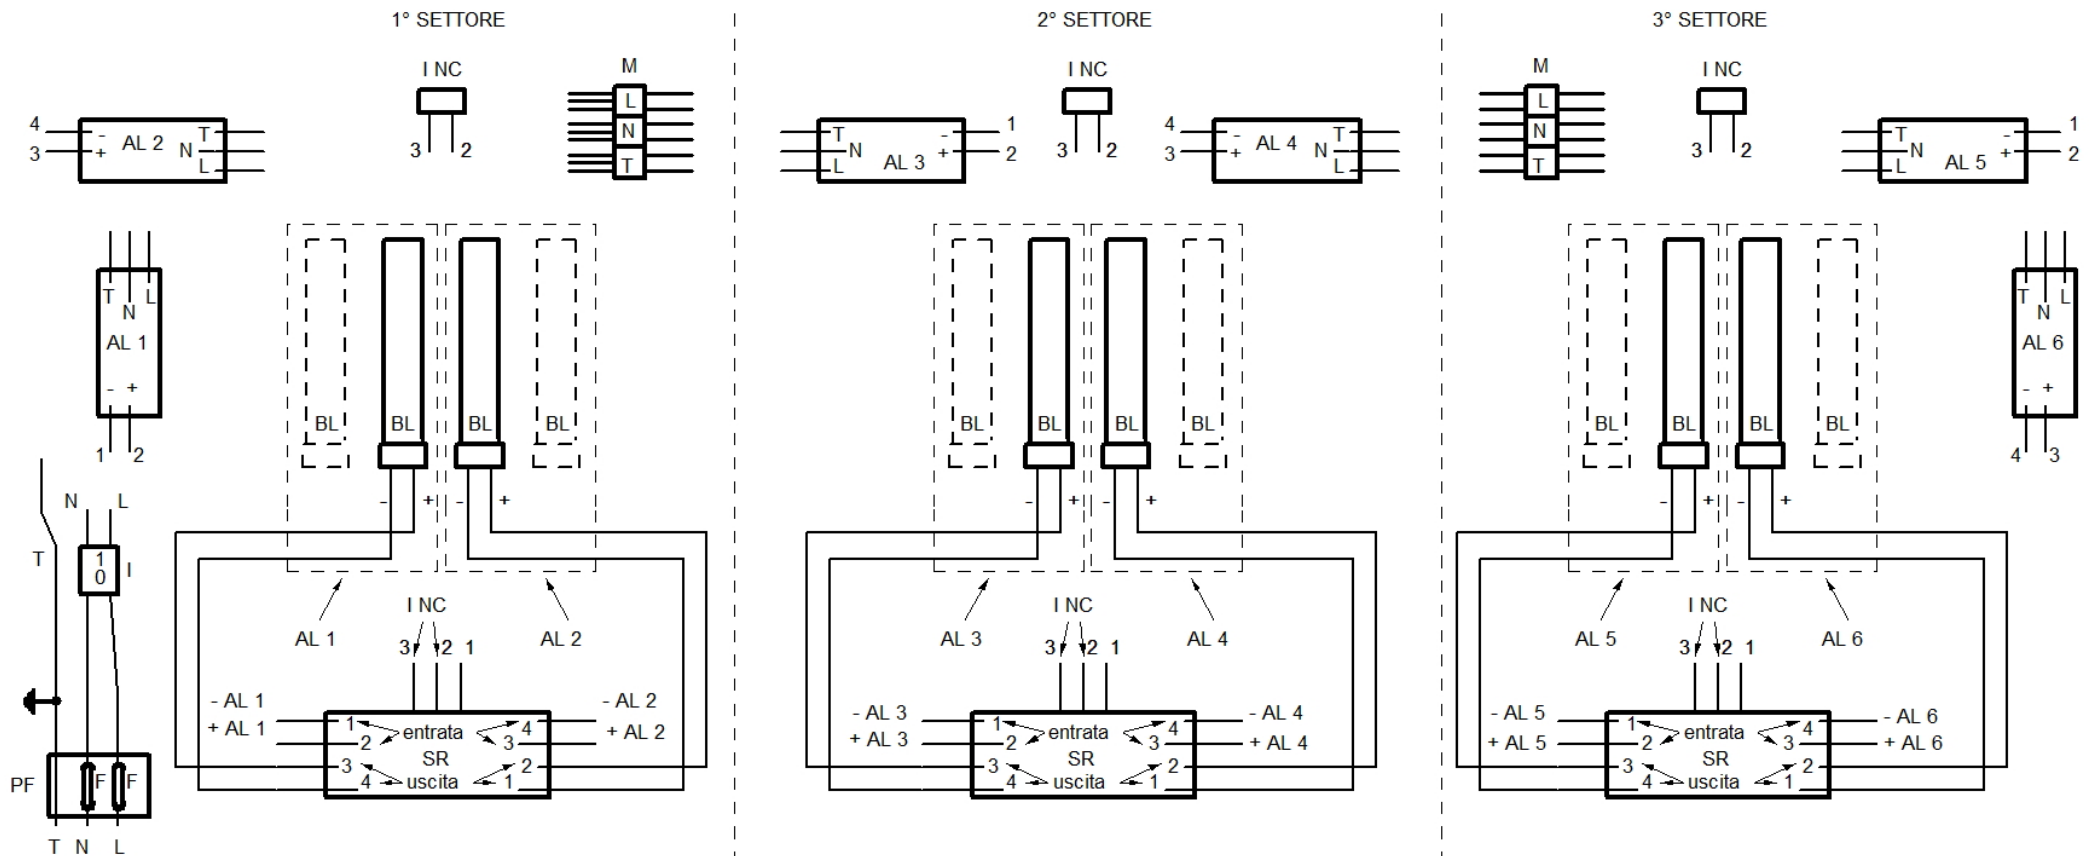 1° SETTORE
2° SETTORE
3° SETTORE
I NC
3 2
M
L
N
T
4 - AL 2 T
3 + N
L
I NC
3 2
T - 1
N + 2
L AL 3
4 - AL 4 T
3 + N
L
M
L
N
T
I NC
3 2
T - 1
N + 2
L AL 5
T N L
AL 1
- +
1 2
T N L
AL 6
- +
4 3
BL BL BL BL
- + - +
BL BL BL BL
- + - +
BL BL BL BL
- + - +
N L
T
1
0
I
AL 1
I NC
AL 2
3 2 1
- AL 1
+ AL 1
- AL 2
+ AL 2
1 entrata 4
2 3
3 SR 2
4 uscita 1
AL 3
I NC
AL 4
3 2 1
- AL 3
+ AL 3
- AL 4
+ AL 4
1 entrata 4
2 3
3 SR 2
4 uscita 1
AL 5
I NC
AL 6
3 2 1
- AL 5
+ AL 5
- AL 6
+ AL 6
1 entrata 4
2 3
3 SR 2
4 uscita 1
PF F F
T N L